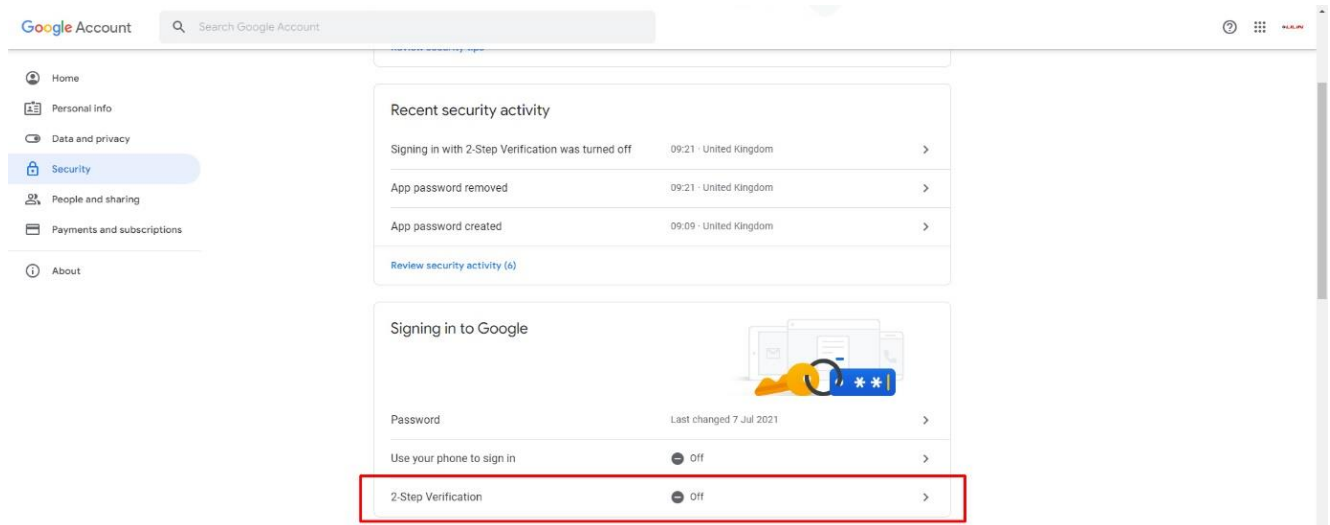 Google Account
Search Google Account
Home
Personal info
Data and privacy
Security
People and sharing
Payments and subscriptions
About
Review security tips
Recent security activity
Signing in with 2-Step Verification was turned off 09:21 · United Kingdom
App password removed 09:21 · United Kingdom
App password created 09:09 · United Kingdom
Review security activity (6)
Signing in to Google
**
Password Last changed 7 Jul 2021
Use your phone to sign in Off
2-Step Verification Off